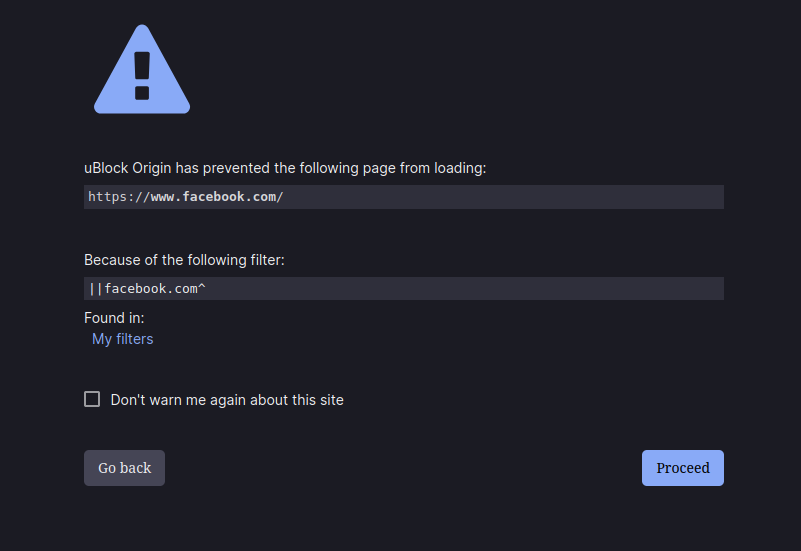 uBlock Origin has prevented the following page from loading:
https://www.facebook.com/
Because of the following filter:
||facebook.com^
Found in:
My filters
Don't warn me again about this site
Go back
Proceed